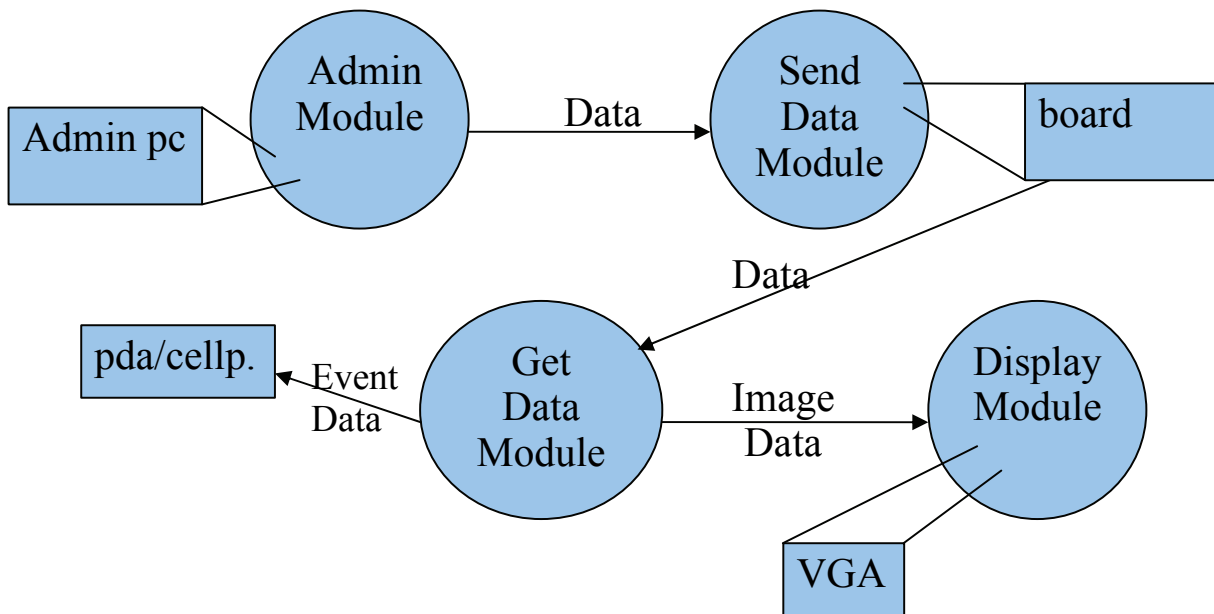 Admin
Module
Send
Data
Module
Admin pc
Data
board
Data
pda/cellp.
Event
Data
Get
Data
Module
Image
Data
Display
Module
VGA